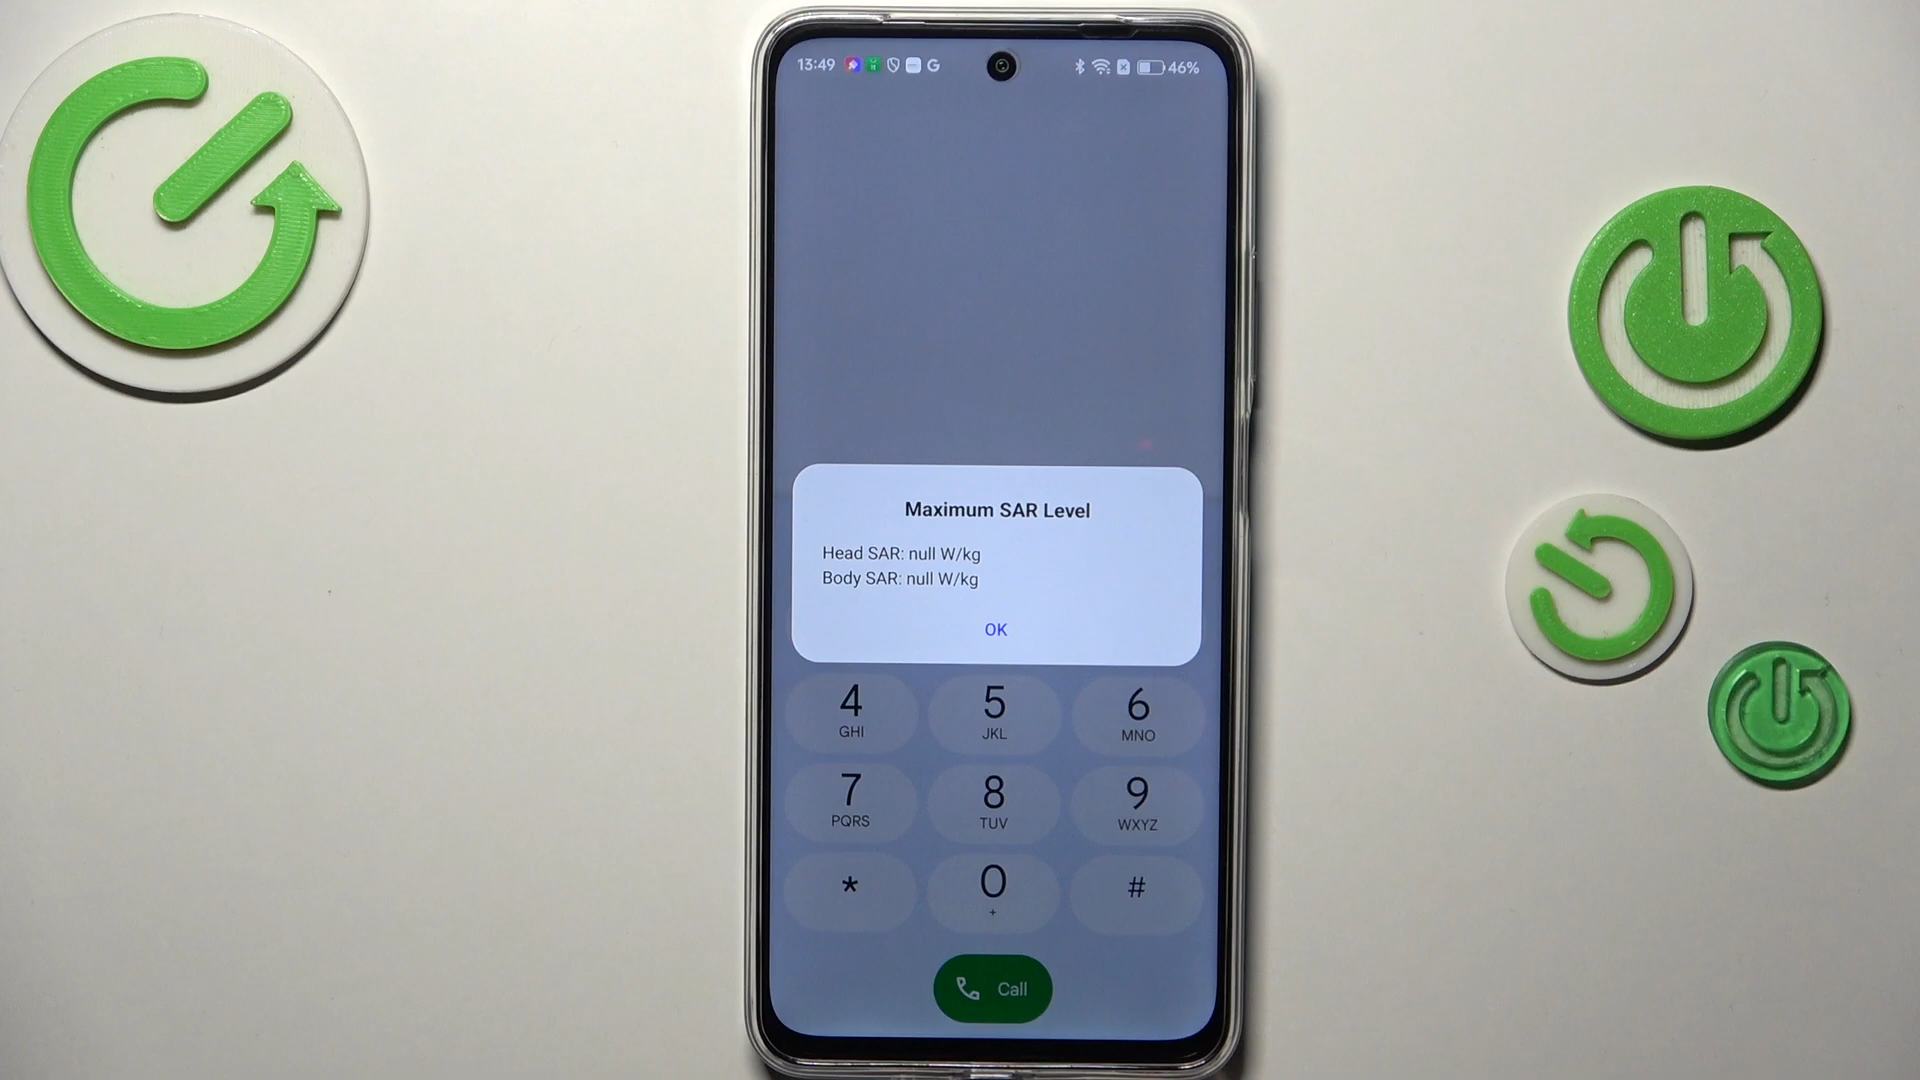 13:49 G 46%
Maximum SAR Level
Head SAR: null W/kg
Body SAR: null W/kg
OK
4 5 6
GHI JKL MNO
7 8 9
PQRS TUV WXYZ
* 0 #
+
Call